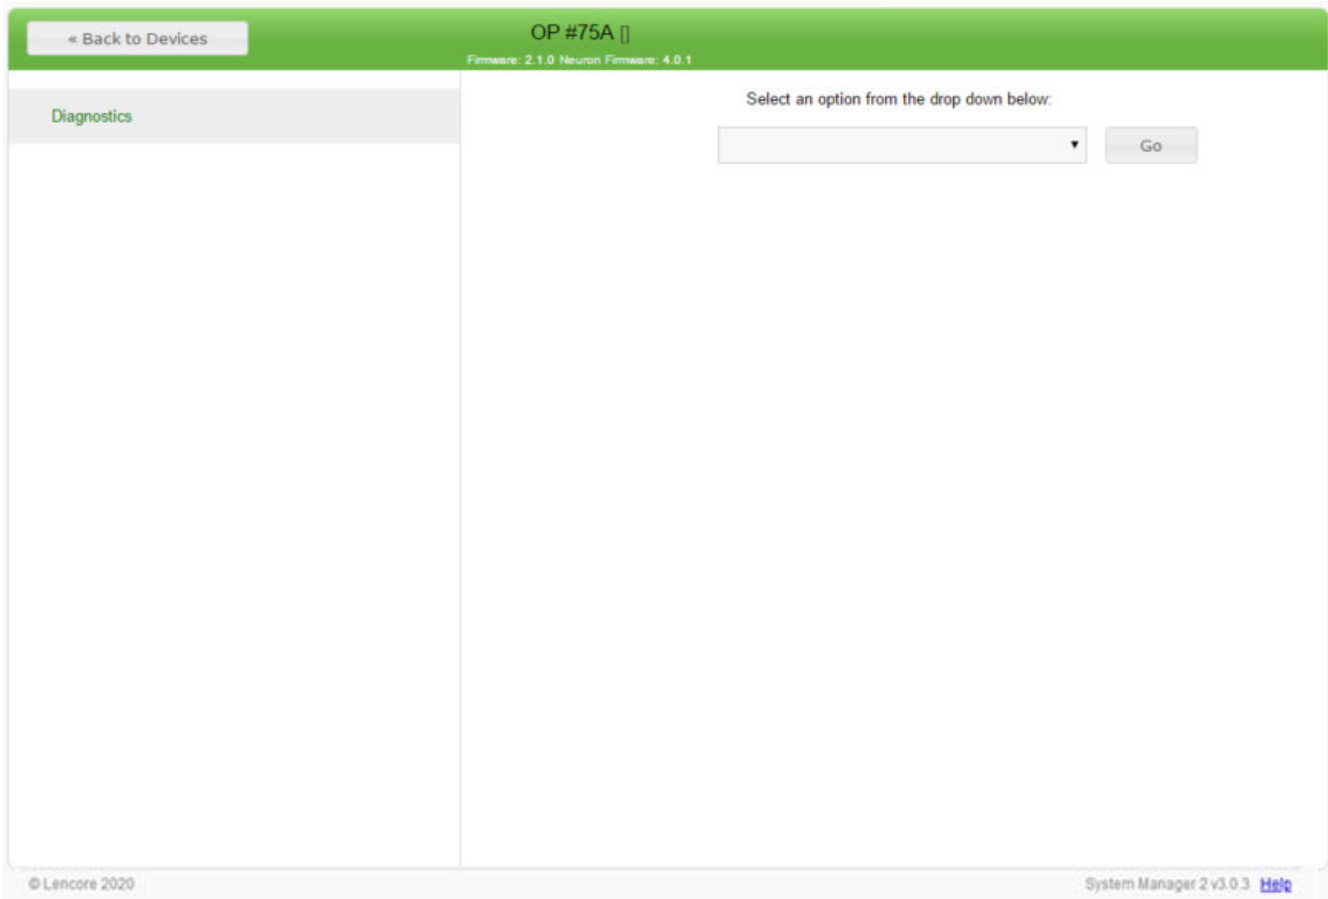 « Back to Devices
OP #75A []
Firmware: 2.1.0 Neuron Firmware: 4.0.1
Diagnostics
Select an option from the drop down below:
Go
© Lencore 2020
System Manager 2 v3.0.3 Help